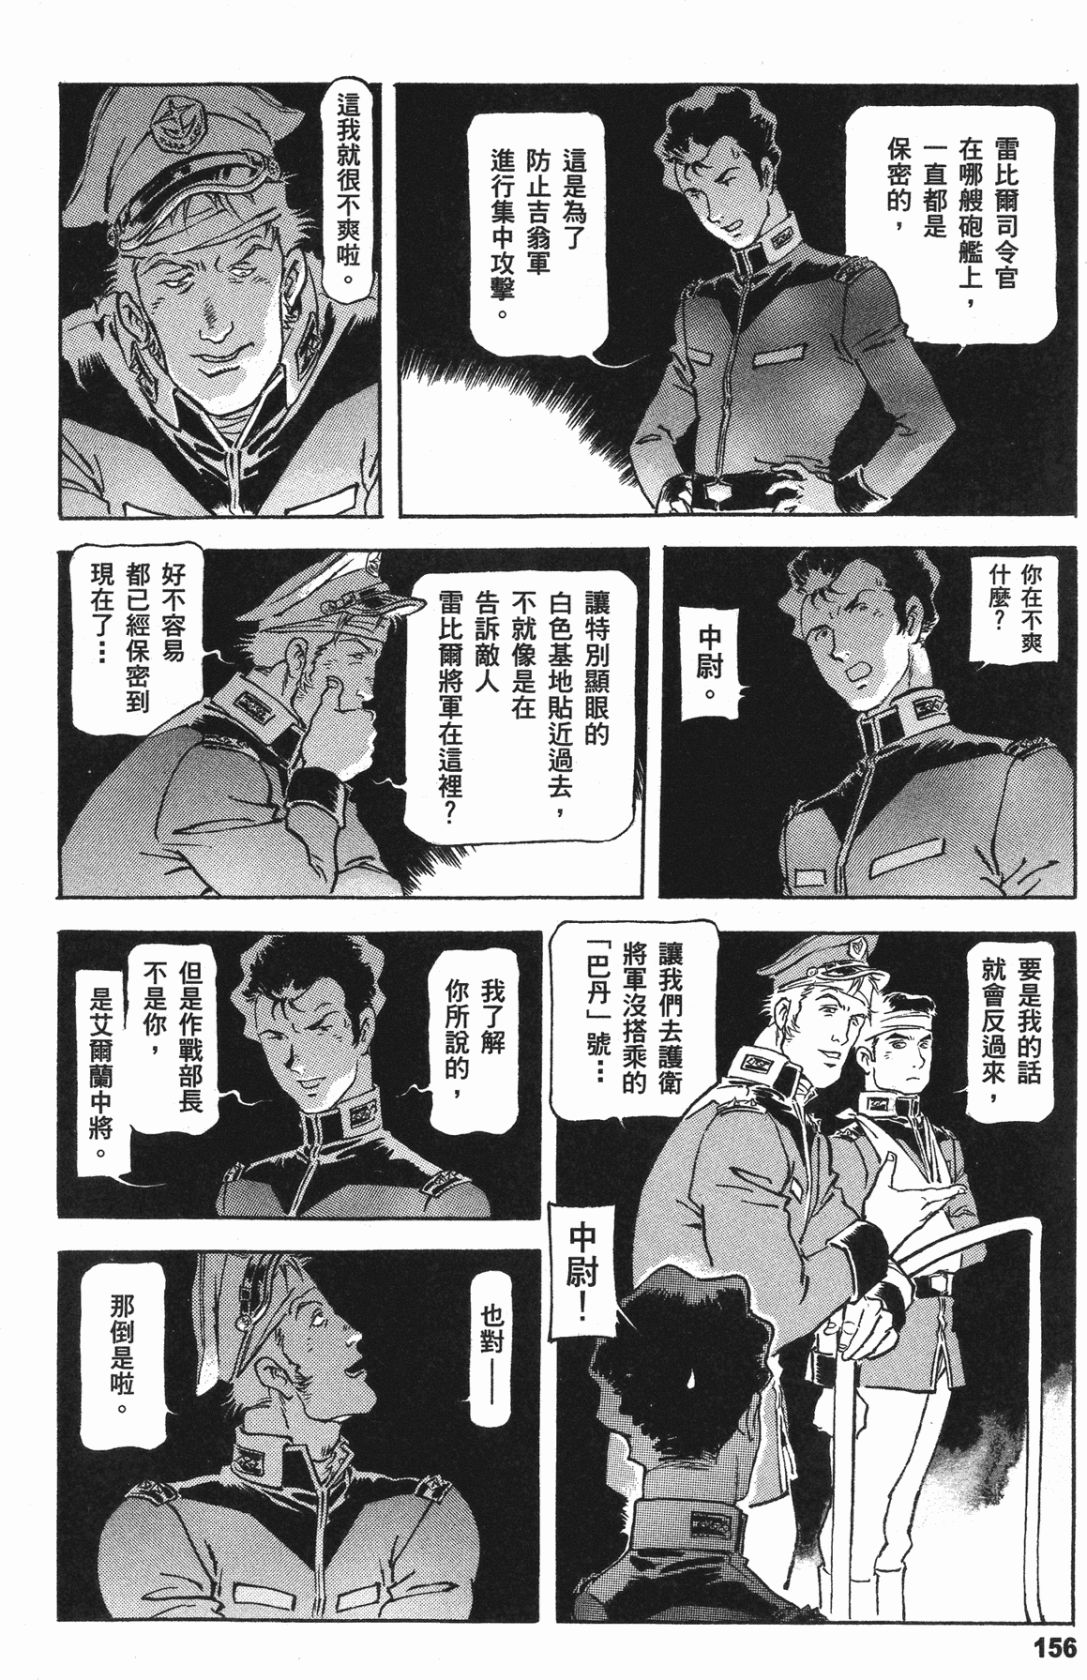 雷比爾司令官
在哪艘砲艦上，
一直都是
保密的，
這是為了
防止吉翁軍
進行集中攻擊。
這我就很不爽啦。
你在不爽
什麼？
中尉。
讓特別顯眼的
白色基地貼近過去，
不就像是在
告訴敵人
雷比爾將軍在這裡？
好不容易
都已經保密到
現在了…
要是我的話
就會反過來，
讓我們去護衛
將軍沒搭乘的
「巴丹」號…
中尉！
我了解
你所說的，
但是作戰部長
不是你，
是艾爾蘭中將。
也對——
那倒是啦。
156